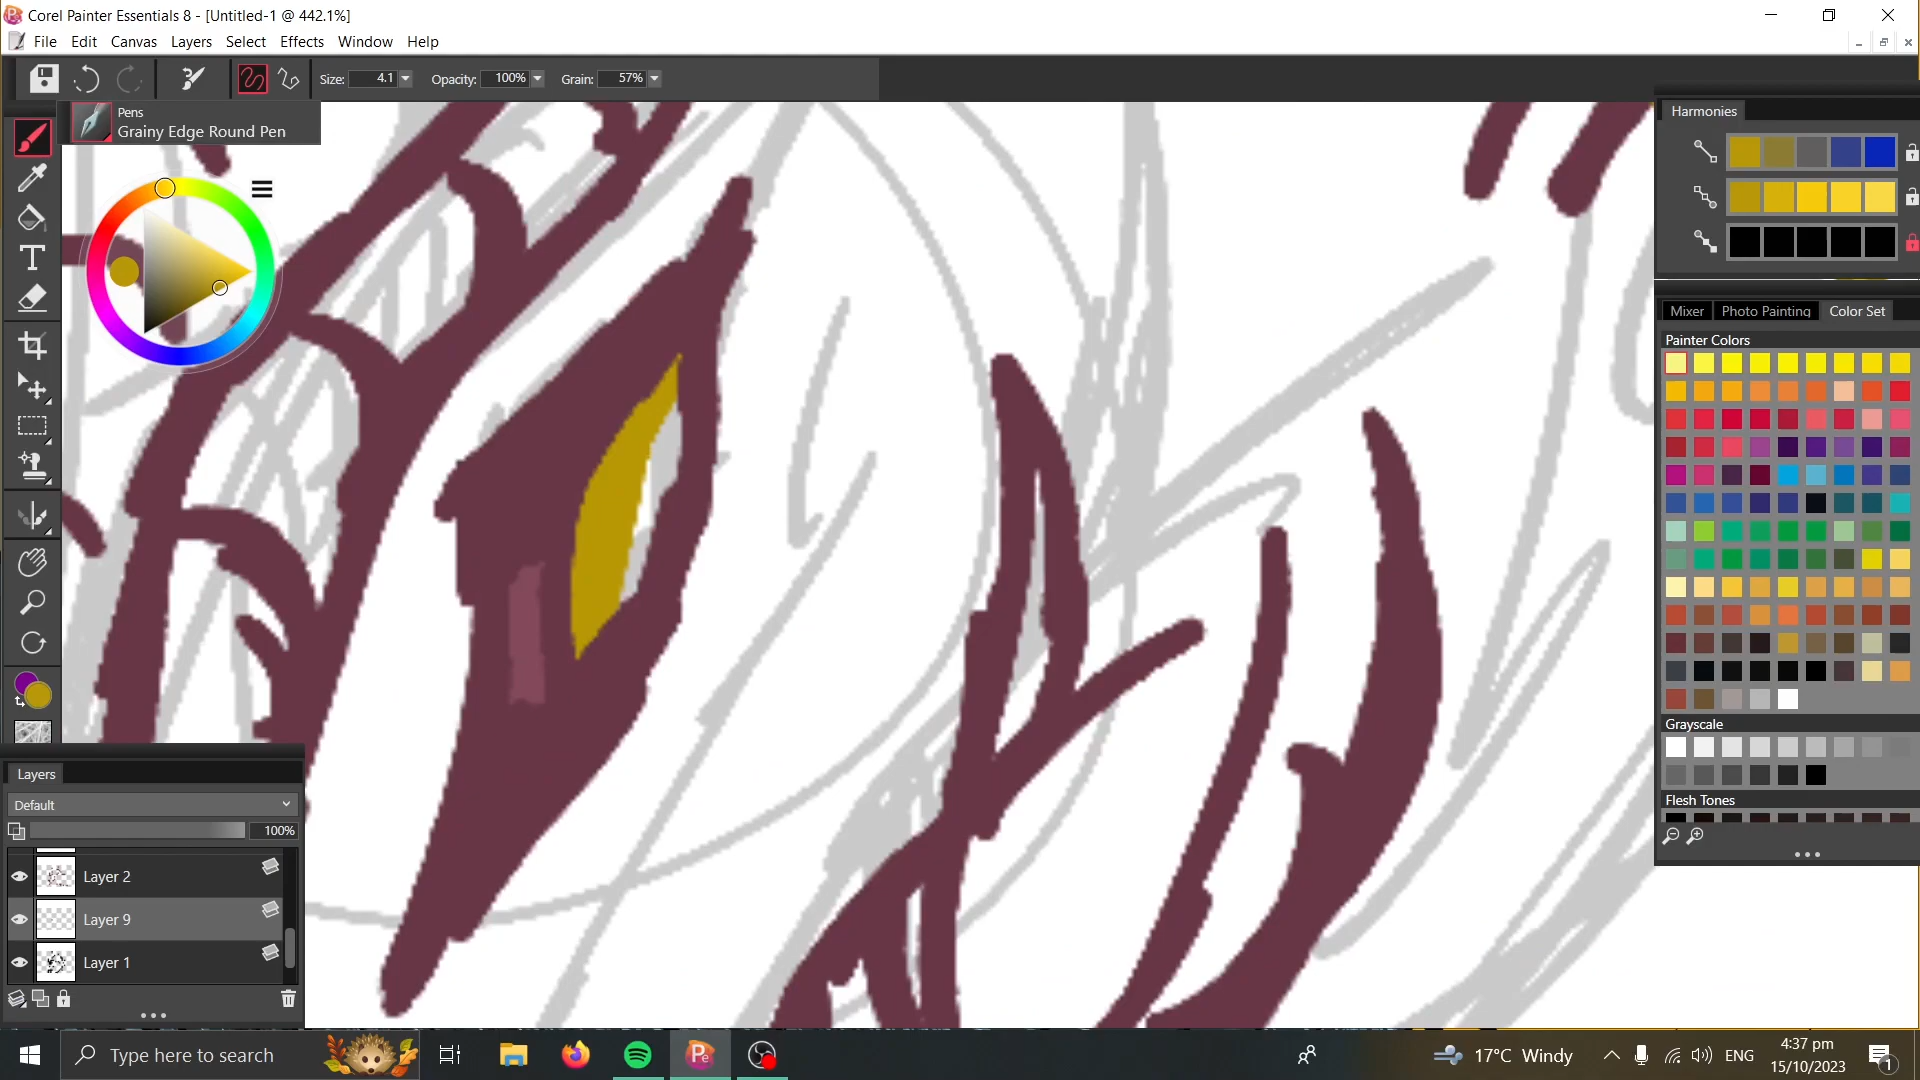 Corel Painter Essentials 8 - [Untitled-1 @ 442.1%]
File Edit Canvas Layers Select Effects Window Help
Size: 4.1 Opacity: 100% Grain: 57%
Pens
Grainy Edge Round Pen
Harmonies
Mixer Photo Painting Color Set
Painter Colors
Grayscale
Flesh Tones
Layers
Default
100%
Layer 2
Layer 9
Layer 1
Type here to search
17°C Windy
ENG
4:37 pm
15/10/2023
1